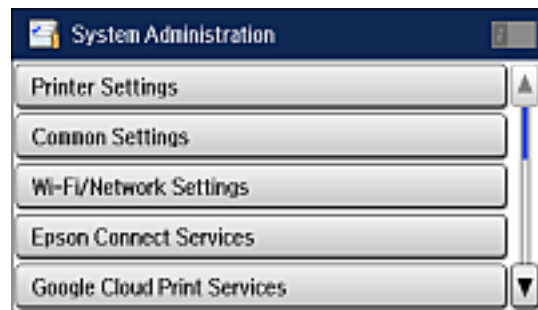 System Administration
Printer Settings
Common Settings
Wi-Fi/Network Settings
Epson Connect Services
Google Cloud Print Services